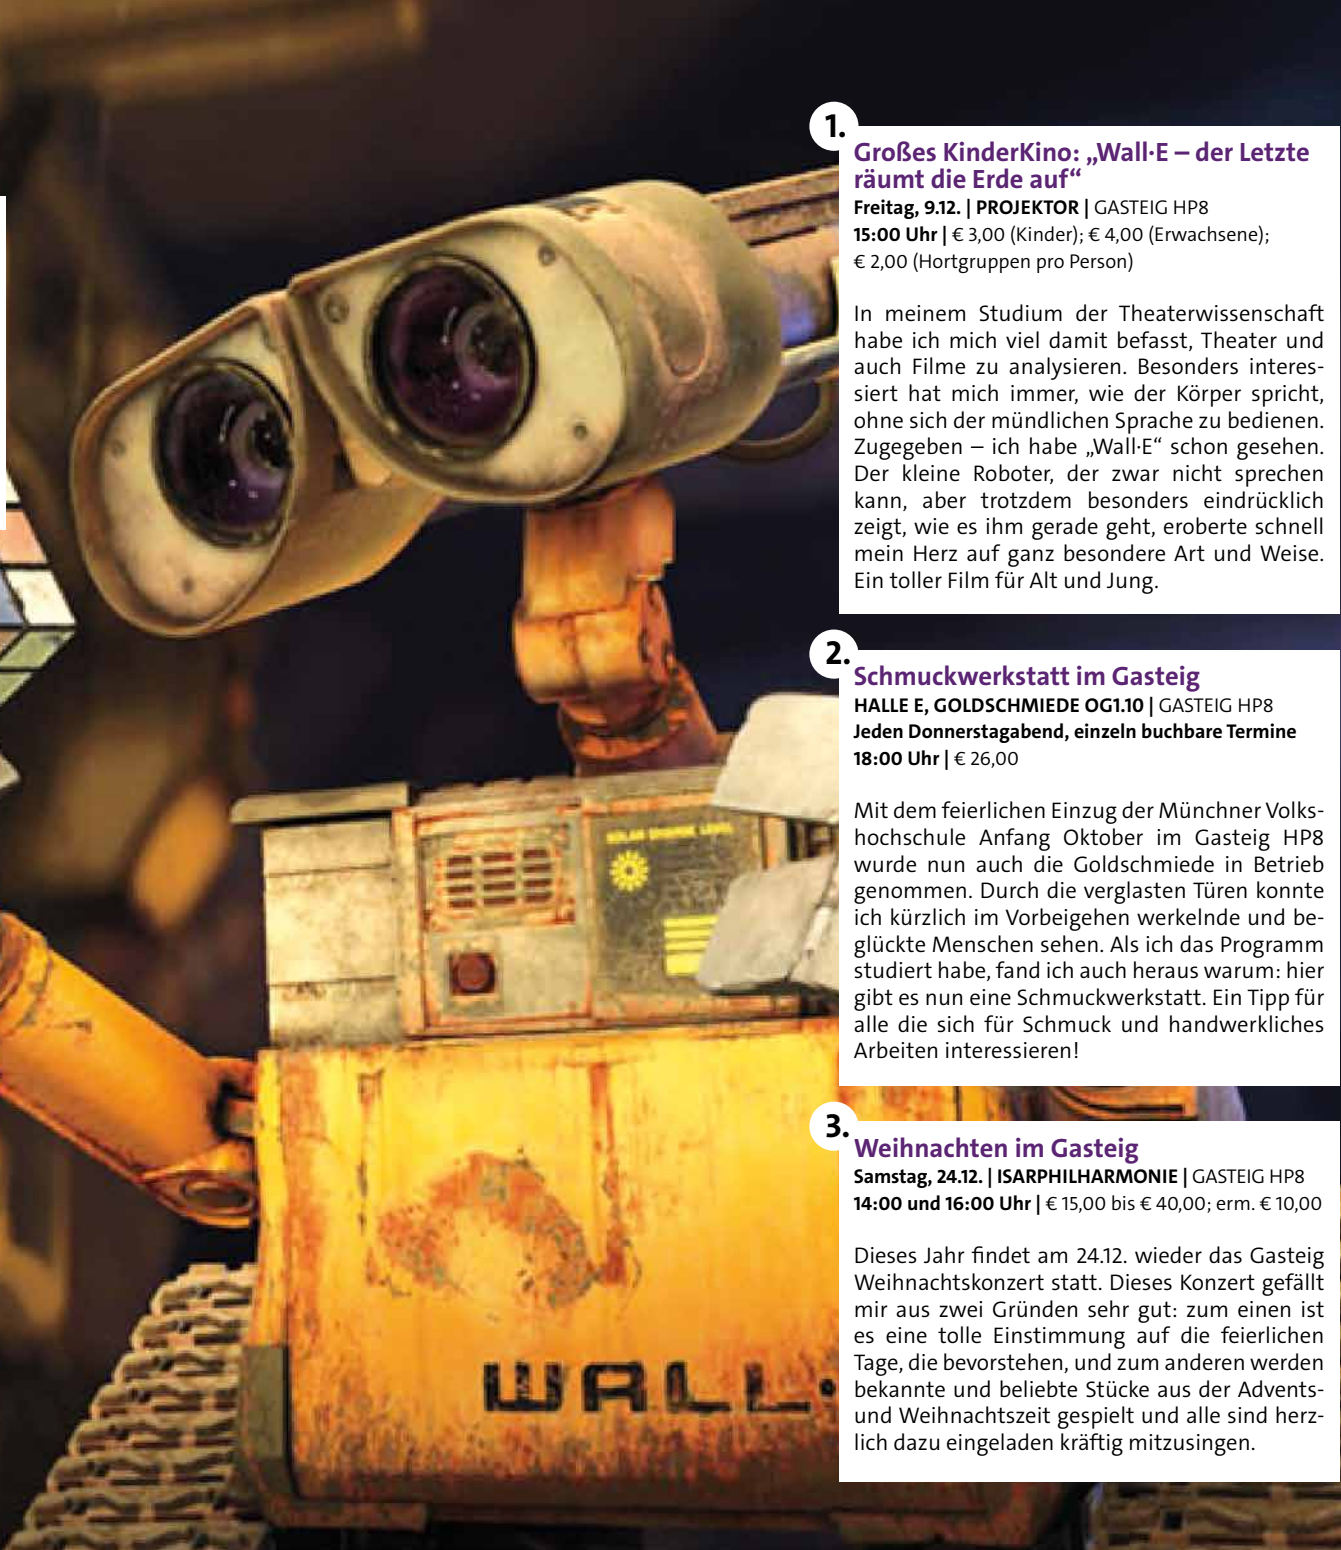 1.
Großes KinderKino: „Wall·E – der Letzte
räumt die Erde auf“
Freitag, 9.12. | PROJEKTOR | GASTEIG HP8
15:00 Uhr | € 3,00 (Kinder); € 4,00 (Erwachsene);
€ 2,00 (Hortgruppen pro Person)
In meinem Studium der Theaterwissenschaft
habe ich mich viel damit befasst, Theater und
auch Filme zu analysieren. Besonders interes-
siert hat mich immer, wie der Körper spricht,
ohne sich der mündlichen Sprache zu bedienen.
Zugegeben – ich habe „Wall·E“ schon gesehen.
Der kleine Roboter, der zwar nicht sprechen
kann, aber trotzdem besonders eindrücklich
zeigt, wie es ihm gerade geht, eroberte schnell
mein Herz auf ganz besondere Art und Weise.
Ein toller Film für Alt und Jung.
2.
Schmuckwerkstatt im Gasteig
HALLE E, GOLDSCHMIEDE OG1.10 | GASTEIG HP8
Jeden Donnerstagabend, einzeln buchbare Termine
18:00 Uhr | € 26,00
Mit dem feierlichen Einzug der Münchner Volks-
hochschule Anfang Oktober im Gasteig HP8
wurde nun auch die Goldschmiede in Betrieb
genommen. Durch die verglasten Türen konnte
ich kürzlich im Vorbeigehen werkelnde und be-
glückte Menschen sehen. Als ich das Programm
studiert habe, fand ich auch heraus warum: hier
gibt es nun eine Schmuckwerkstatt. Ein Tipp für
alle die sich für Schmuck und handwerkliches
Arbeiten interessieren!
3.
Weihnachten im Gasteig
Samstag, 24.12. | ISARPHILHARMONIE | GASTEIG HP8
14:00 und 16:00 Uhr | € 15,00 bis € 40,00; erm. € 10,00
Dieses Jahr findet am 24.12. wieder das Gasteig
Weihnachtskonzert statt. Dieses Konzert gefällt
mir aus zwei Gründen sehr gut: zum einen ist
es eine tolle Einstimmung auf die feierlichen
Tage, die bevorstehen, und zum anderen werden
bekannte und beliebte Stücke aus der Advents-
und Weihnachtszeit gespielt und alle sind herz-
lich dazu eingeladen kräftig mitzusingen.
SOLAR CHARGE LEVEL
WALL·